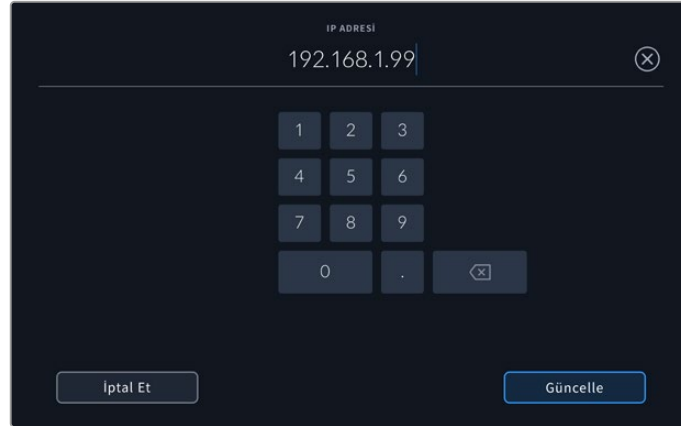 IP ADRESİ
192.168.1.99
1 2 3
4 5 6
7 8 9
0 .
İptal Et Güncelle